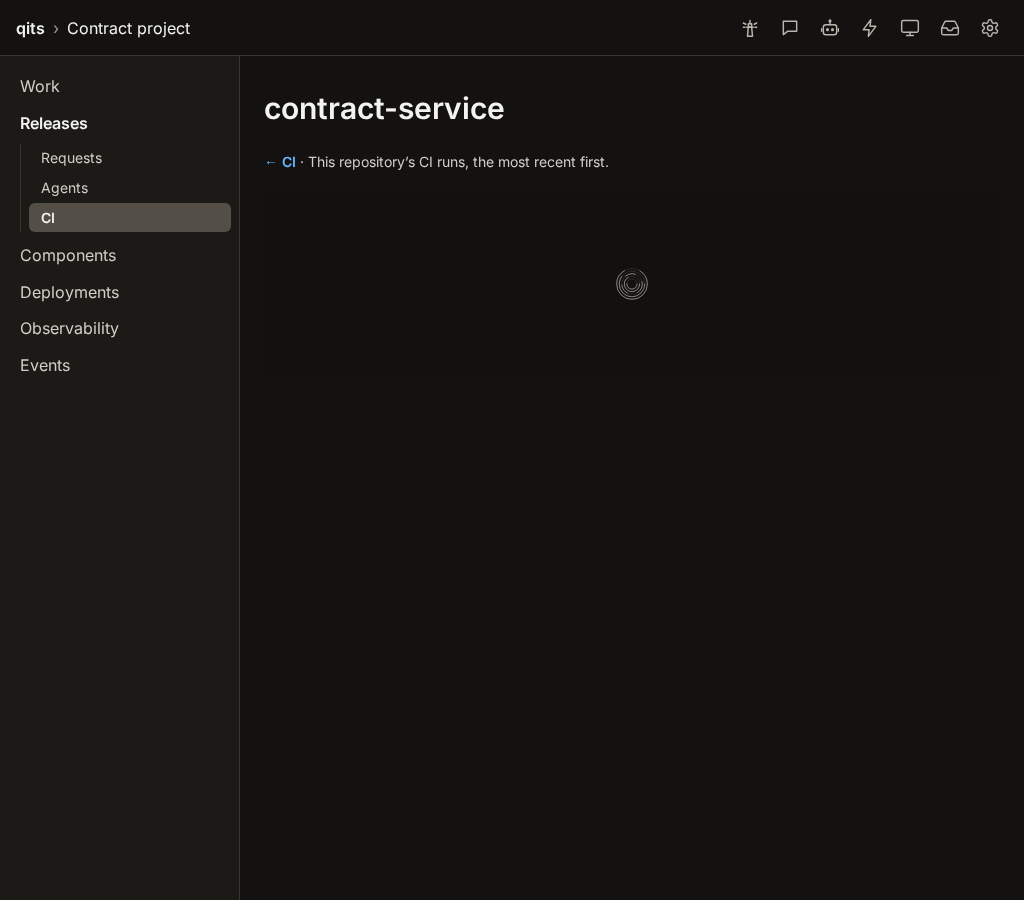 qits › Contract project
Work
Releases
Requests
Agents
CI
Components
Deployments
Observability
Events
contract-service
← CI · This repository’s CI runs, the most recent first.